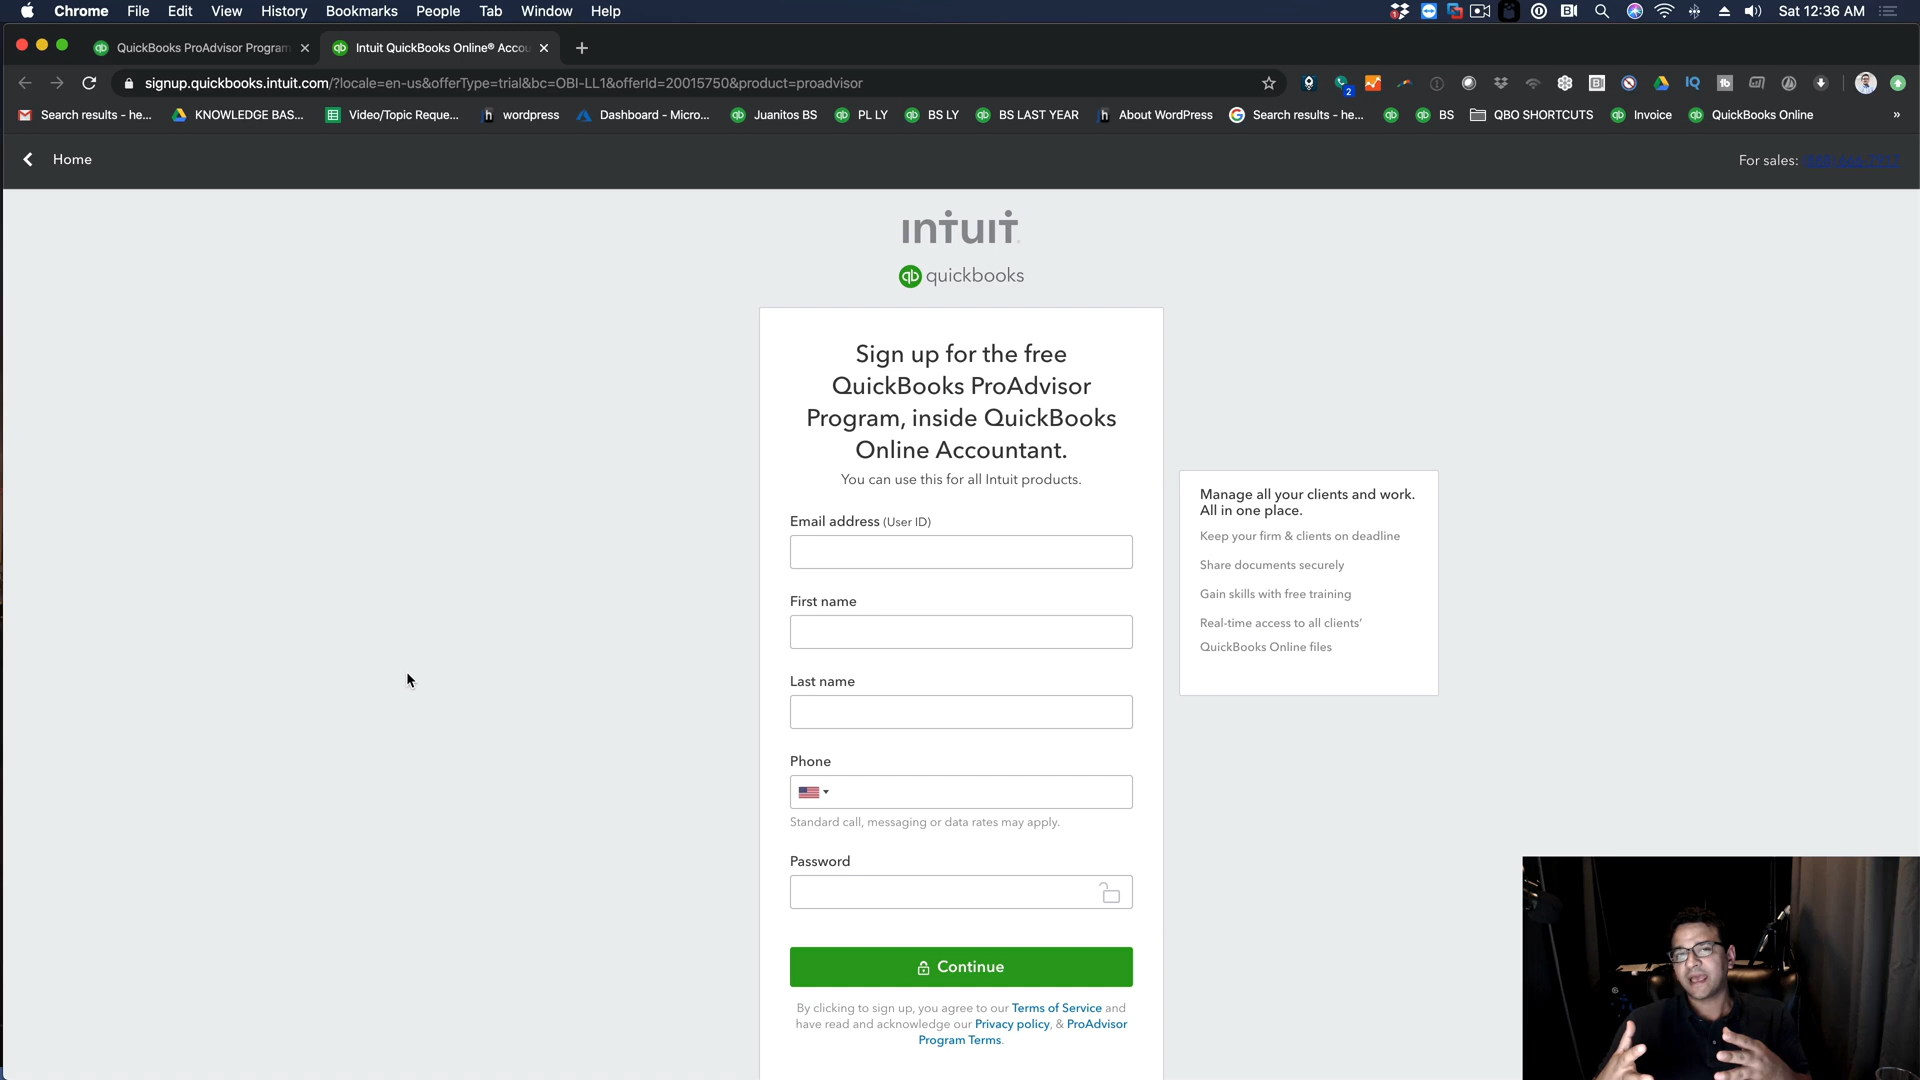 Chrome File Edit View History Bookmarks People Tab Window Help Sat 12:36 AM
QuickBooks ProAdvisor Program Intuit QuickBooks Online® Accou
signup.quickbooks.intuit.com/?locale=en-us&offerType=trial&bc=OBI-LL1&offerId=20015750&product=proadvisor
Search results - he... KNOWLEDGE BAS... Video/Topic Reque... wordpress Dashboard - Micro... Juanitos BS PL LY BS LY BS LAST YEAR About WordPress Search results - he... BS QBO SHORTCUTS Invoice QuickBooks Online »
Home For sales:
intuit
qb quickbooks
Sign up for the free
QuickBooks ProAdvisor
Program, inside QuickBooks
Online Accountant.
You can use this for all Intuit products.
Email address (User ID)
First name
Last name
Phone
Standard call, messaging or data rates may apply.
Password
Continue
By clicking to sign up, you agree to our Terms of Service and
have read and acknowledge our Privacy policy, & ProAdvisor
Program Terms.
Manage all your clients and work.
All in one place.
Keep your firm & clients on deadline
Share documents securely
Gain skills with free training
Real-time access to all clients'
QuickBooks Online files